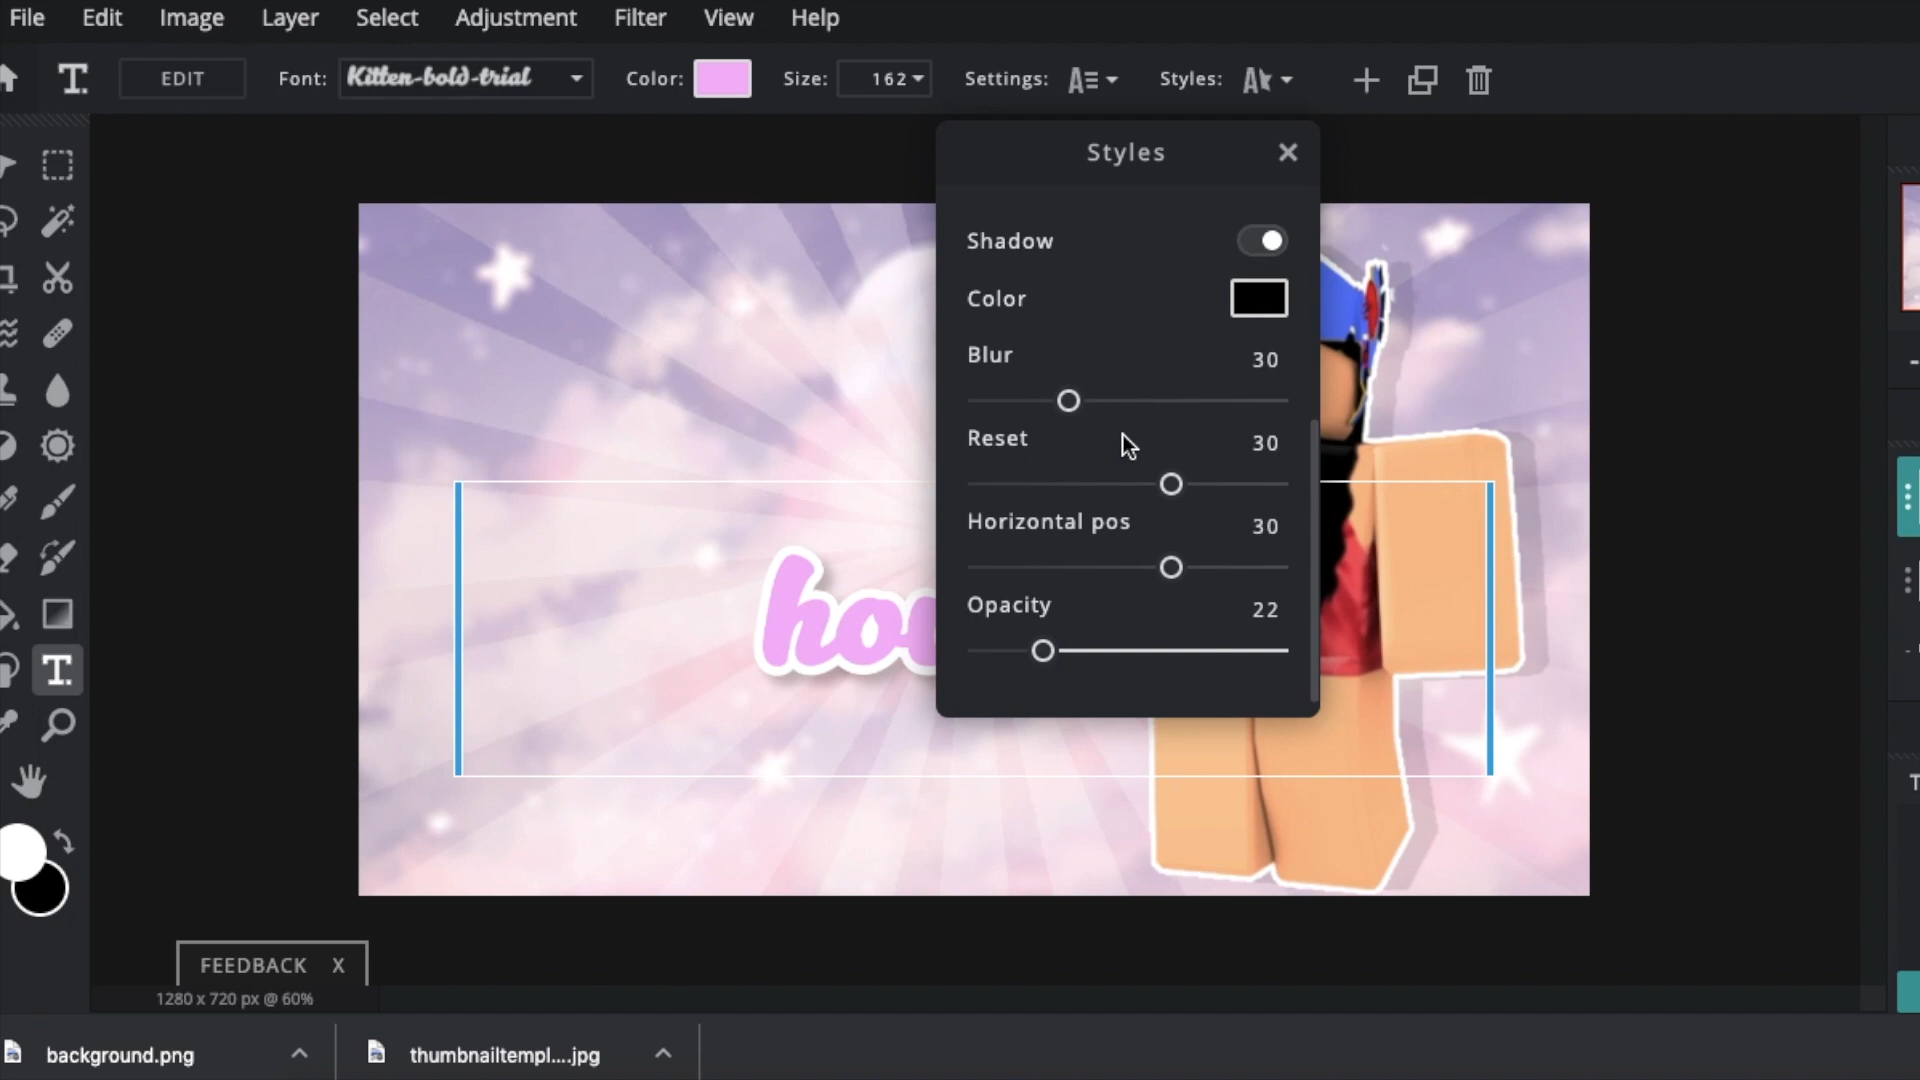 File Edit Image Layer Select Adjustment Filter View Help
T. EDIT Font: Kitten-bold-trial Color: Size: 162 Settings: Styles:
Styles
Shadow
Color
Blur 30
Reset 30
Horizontal pos 30
Opacity 22
FEEDBACK X
1280 x 720 px @ 60%
background.png thumbnailtempl....jpg